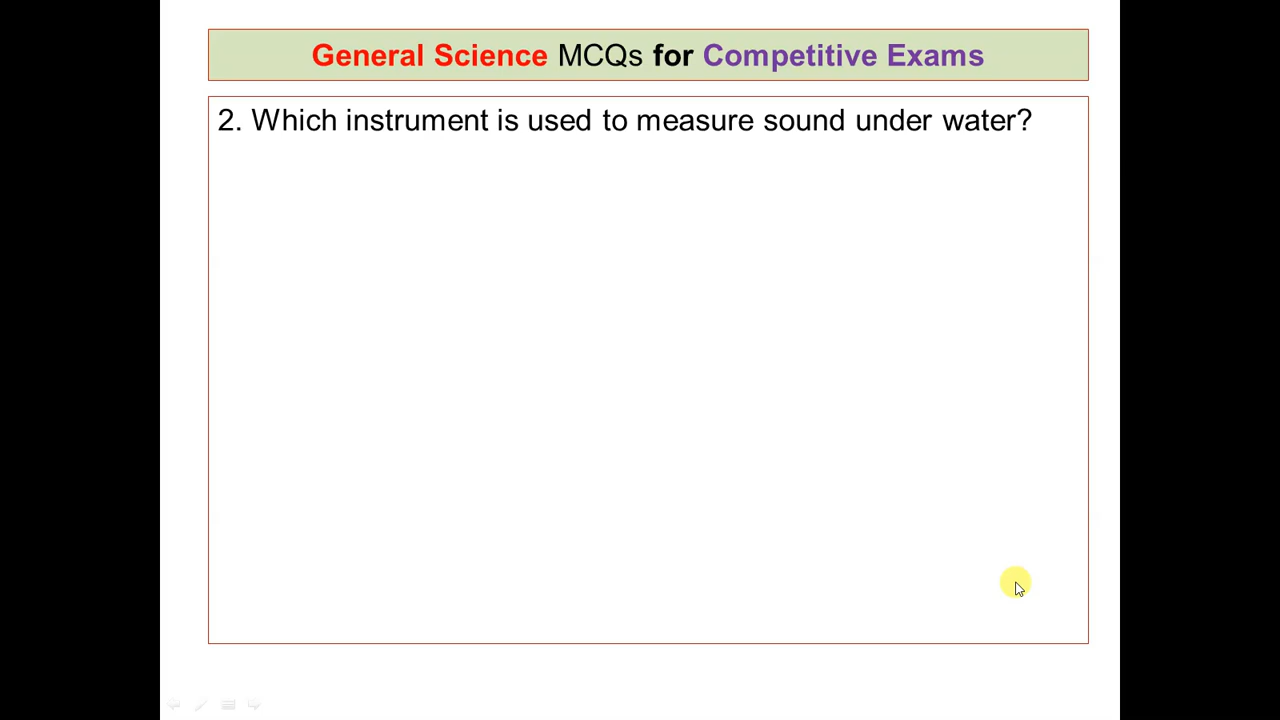 General Science MCQs for Competitive Exams
2. Which instrument is used to measure sound under water?